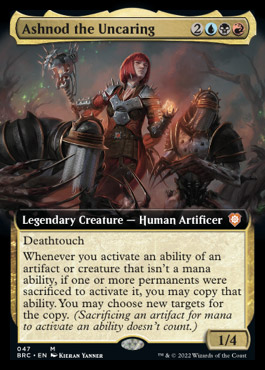 Ashnod the Uncaring 2
Legendary Creature — Human Artificer
Deathtouch
Whenever you activate an ability of an
artifact or creature that isn't a mana
ability, if one or more permanents were
sacrificed to activate it, you may copy that
ability. You may choose new targets for
the copy. (Sacrificing an artifact for mana
to activate an ability doesn't count.)
1/4
047 M
BRC • EN Kieran Yanner ™ & © 2022 Wizards of the Coast